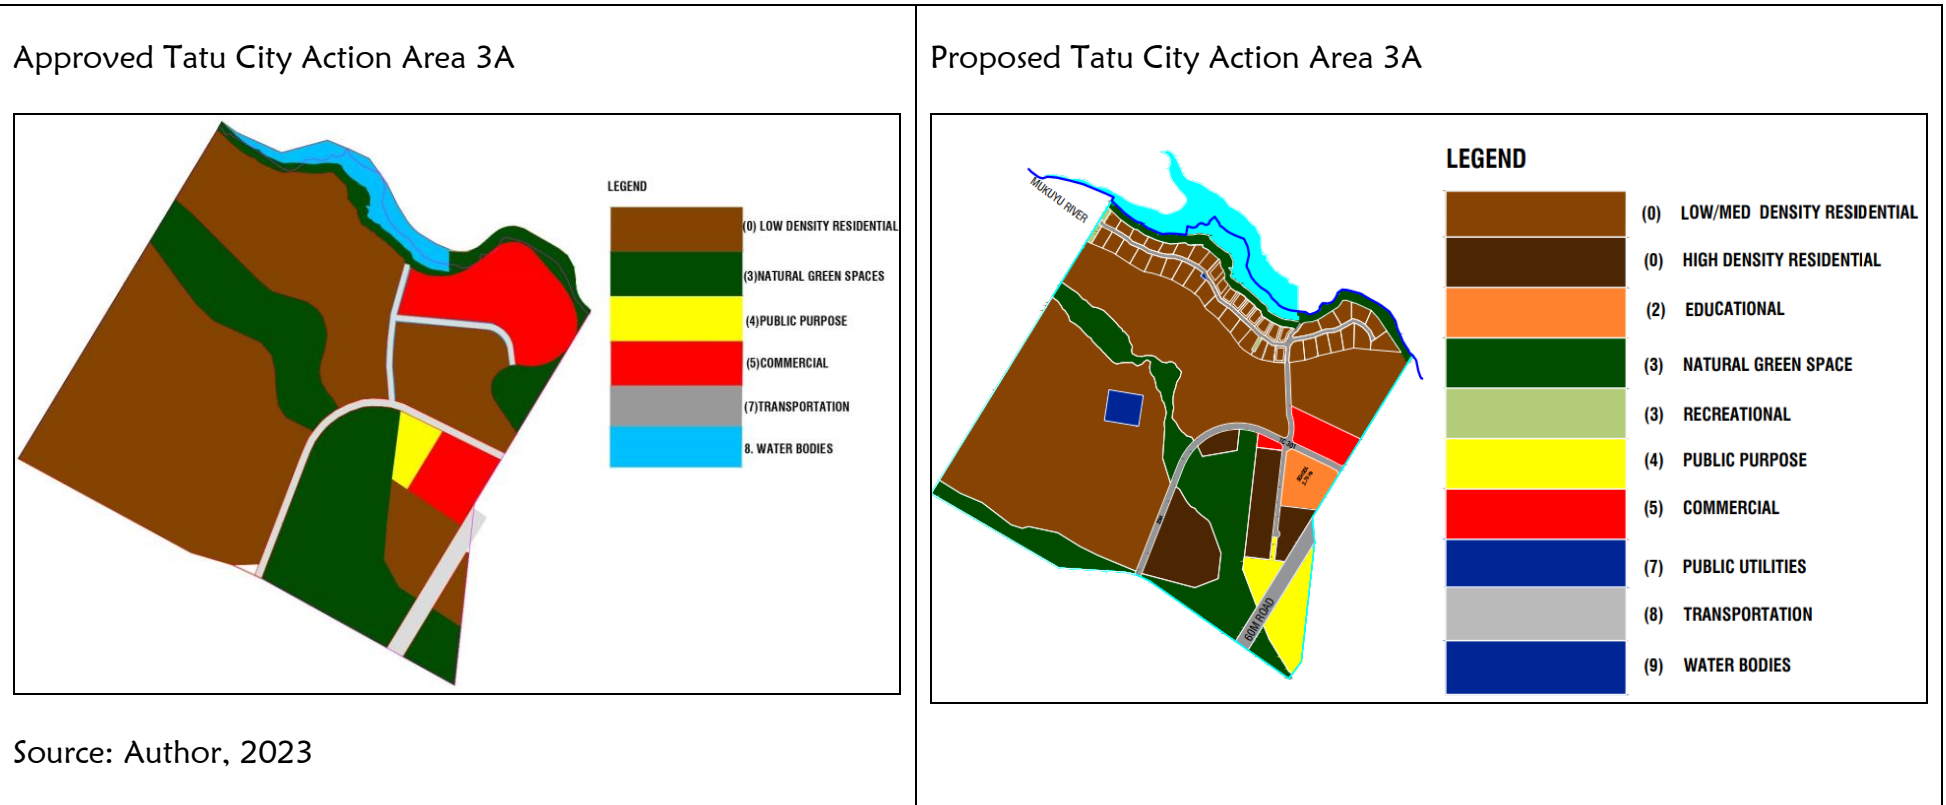 Approved Tatu City Action Area 3A
LEGEND
(0) LOW DENSITY RESIDENTIAL
(3)NATURAL GREEN SPACES
(4)PUBLIC PURPOSE
(5)COMMERCIAL
(7)TRANSPORTATION
8. WATER BODIES
Source: Author, 2023
Proposed Tatu City Action Area 3A
MUKUYU RIVER
60M ROAD
LEGEND
(0) LOW/MED DENSITY RESIDENTIAL
(0) HIGH DENSITY RESIDENTIAL
(2) EDUCATIONAL
(3) NATURAL GREEN SPACE
(3) RECREATIONAL
(4) PUBLIC PURPOSE
(5) COMMERCIAL
(7) PUBLIC UTILITIES
(8) TRANSPORTATION
(9) WATER BODIES